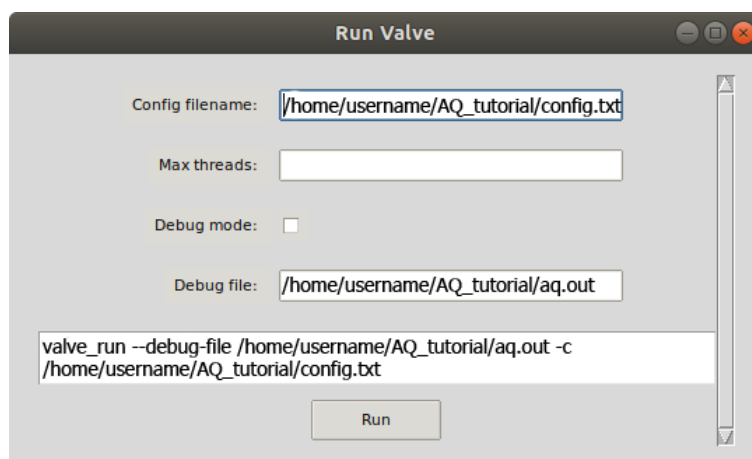 Run Valve
Config filename: /home/username/AQ_tutorial/config.txt
Max threads:
Debug mode:
Debug file: /home/username/AQ_tutorial/aq.out
valve_run --debug-file /home/username/AQ_tutorial/aq.out -c
/home/username/AQ_tutorial/config.txt
Run